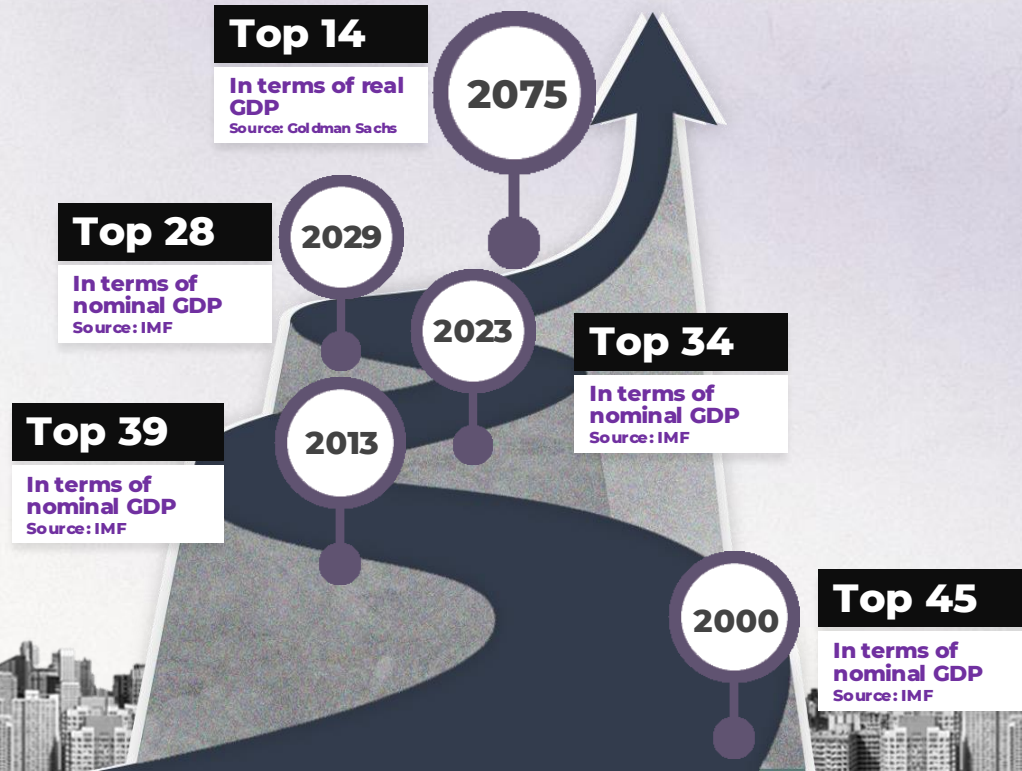 Top 14
In terms of real
GDP
Source: Goldman Sachs
2075
Top 28
In terms of
nominal GDP
Source: IMF
2029
2023
Top 34
In terms of
nominal GDP
Source: IMF
Top 39
In terms of
nominal GDP
Source: IMF
2013
2000
Top 45
In terms of
nominal GDP
Source: IMF